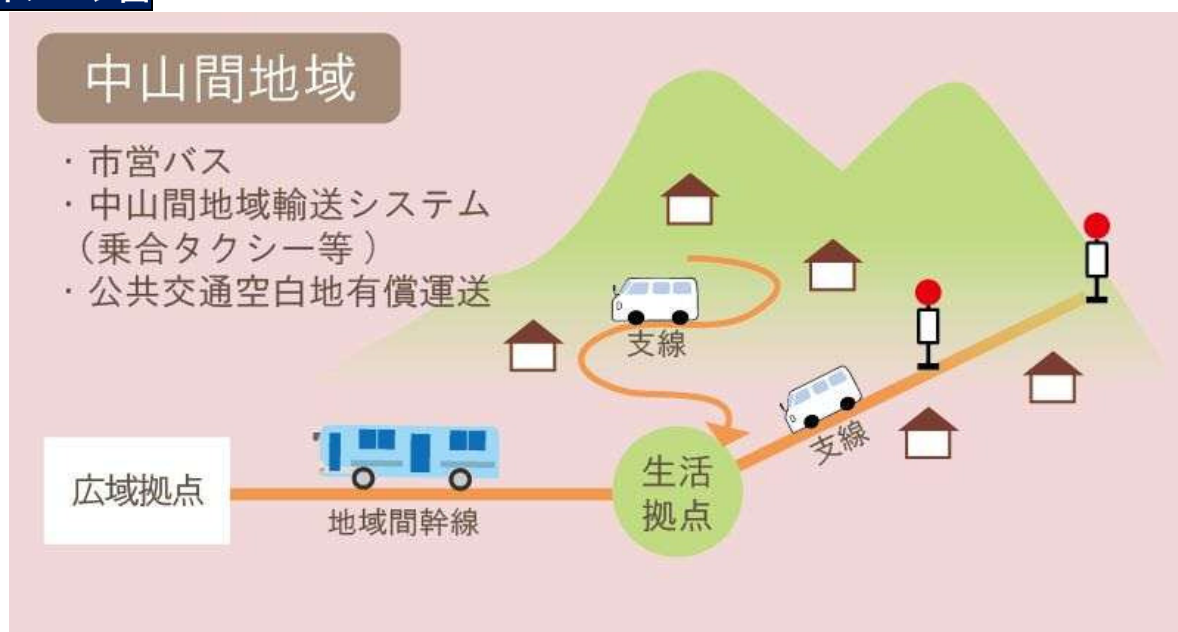 中山間地域
・市営バス
・中山間地域輸送システム
（乗合タクシー等）
・公共交通空白地有償運送
支線
支線
広域拠点
地域間幹線
生活
拠点